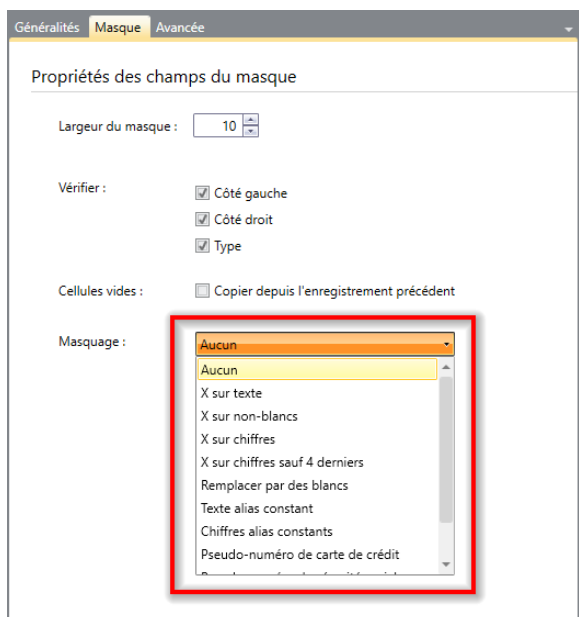 Généralités Masque Avancée
Propriétés des champs du masque
Largeur du masque : 10
Vérifier : Côté gauche
Côté droit
Type
Cellules vides : Copier depuis l'enregistrement précédent
Masquage : Aucun
Aucun
X sur texte
X sur non-blancs
X sur chiffres
X sur chiffres sauf 4 derniers
Remplacer par des blancs
Texte alias constant
Chiffres alias constants
Pseudo-numéro de carte de crédit